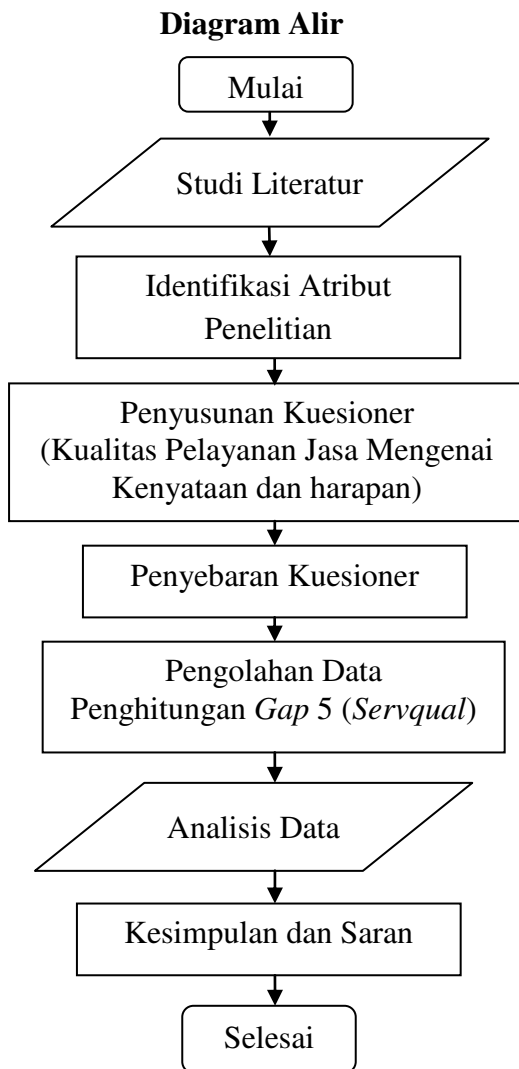 Diagram Alir
Mulai
Studi Literatur
Identifikasi Atribut
Penelitian
Penyusunan Kuesioner
(Kualitas Pelayanan Jasa Mengenai
Kenyataan dan harapan)
Penyebaran Kuesioner
Pengolahan Data
Penghitungan Gap 5 (Servqual)
Analisis Data
Kesimpulan dan Saran
Selesai